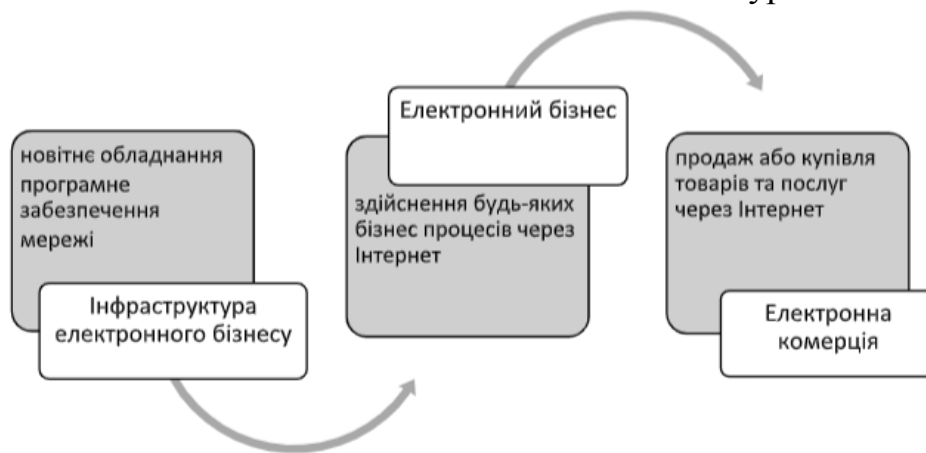 новітнє обладнання
програмне
забезпечення
мережі
Інфраструктура
електронного бізнесу
Електронний бізнес
здійснення будь-яких
бізнес процесів через
Інтернет
продаж або купівля
товарів та послуг
через Інтернет
Електронна
комерція